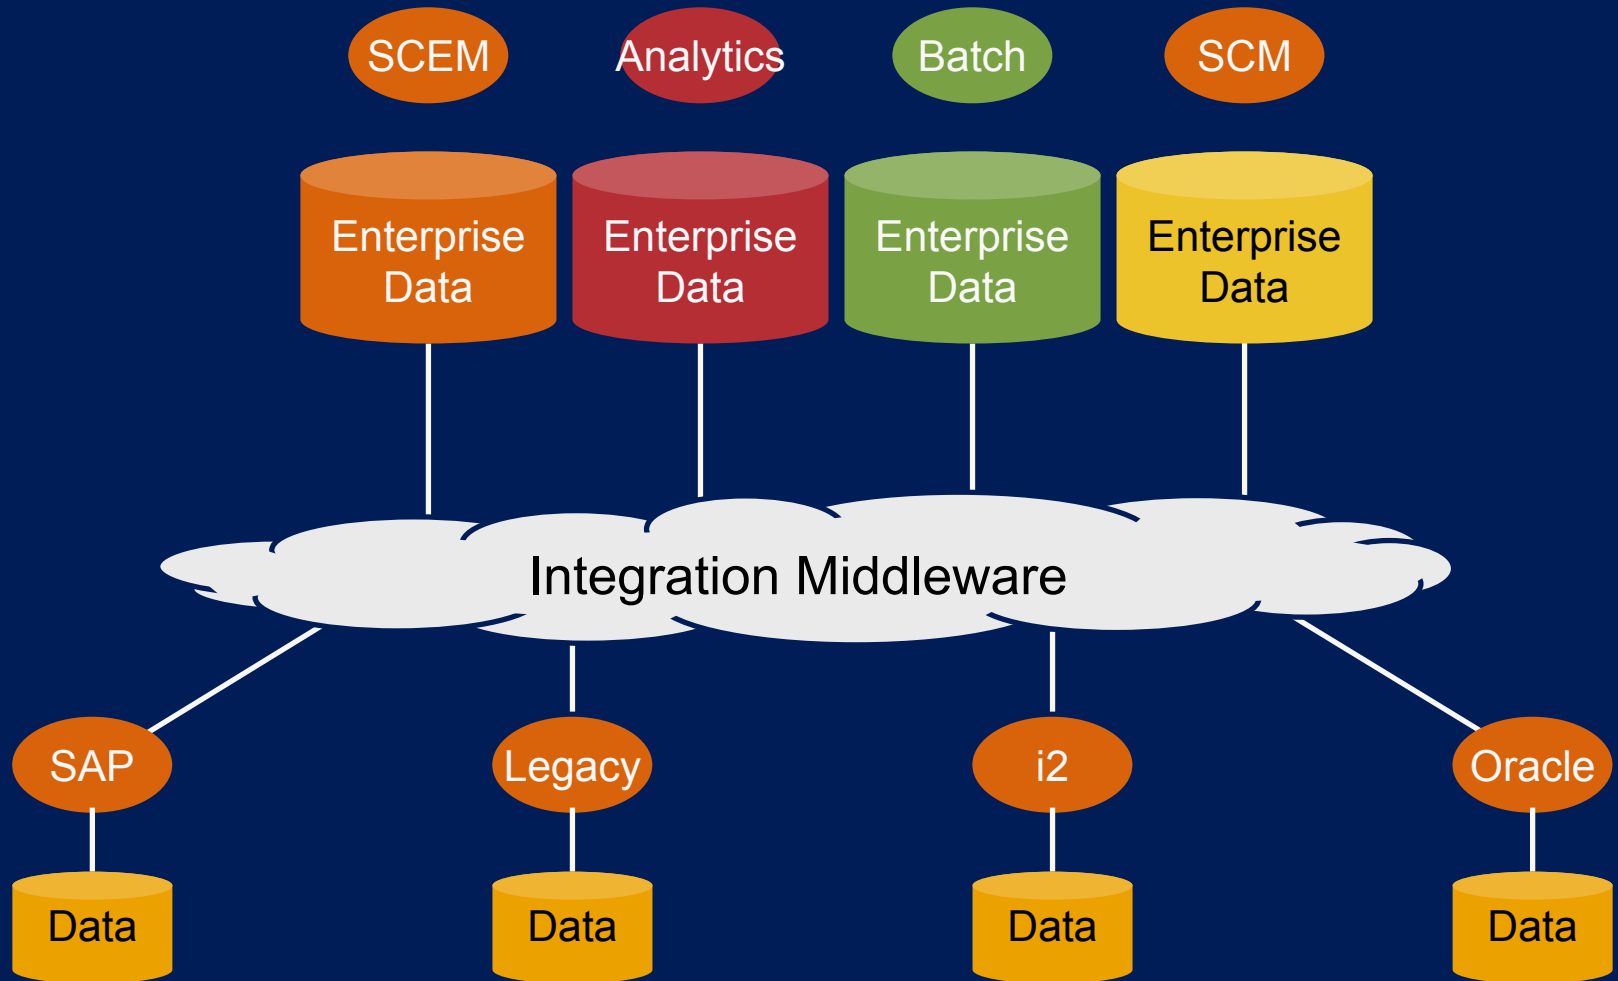 SCEM
Analytics
Batch
SCM
Enterprise
Data
Enterprise
Data
Enterprise
Data
Enterprise
Data
Integration Middleware
SAP
Legacy
i2
Oracle
Data
Data
Data
Data